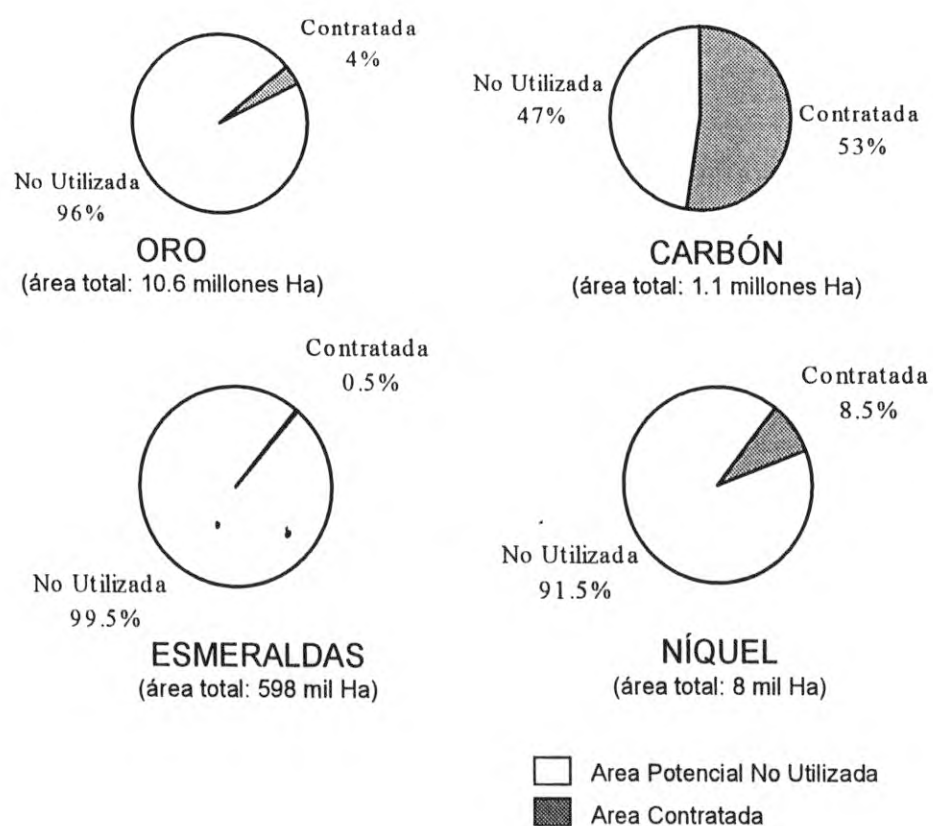 Contratada
4%
No Utilizada
96%
ORO
(área total: 10.6 millones Ha)
No Utilizada
47%
Contratada
53%
CARBÓN
(área total: 1.1 millones Ha)
Contratada
0.5%
No Utilizada
99.5%
ESMERALDAS
(área total: 598 mil Ha)
Contratada
8.5%
No Utilizada
91.5%
NÍQUEL
(área total: 8 mil Ha)
Area Potencial No Utilizada
Area Contratada